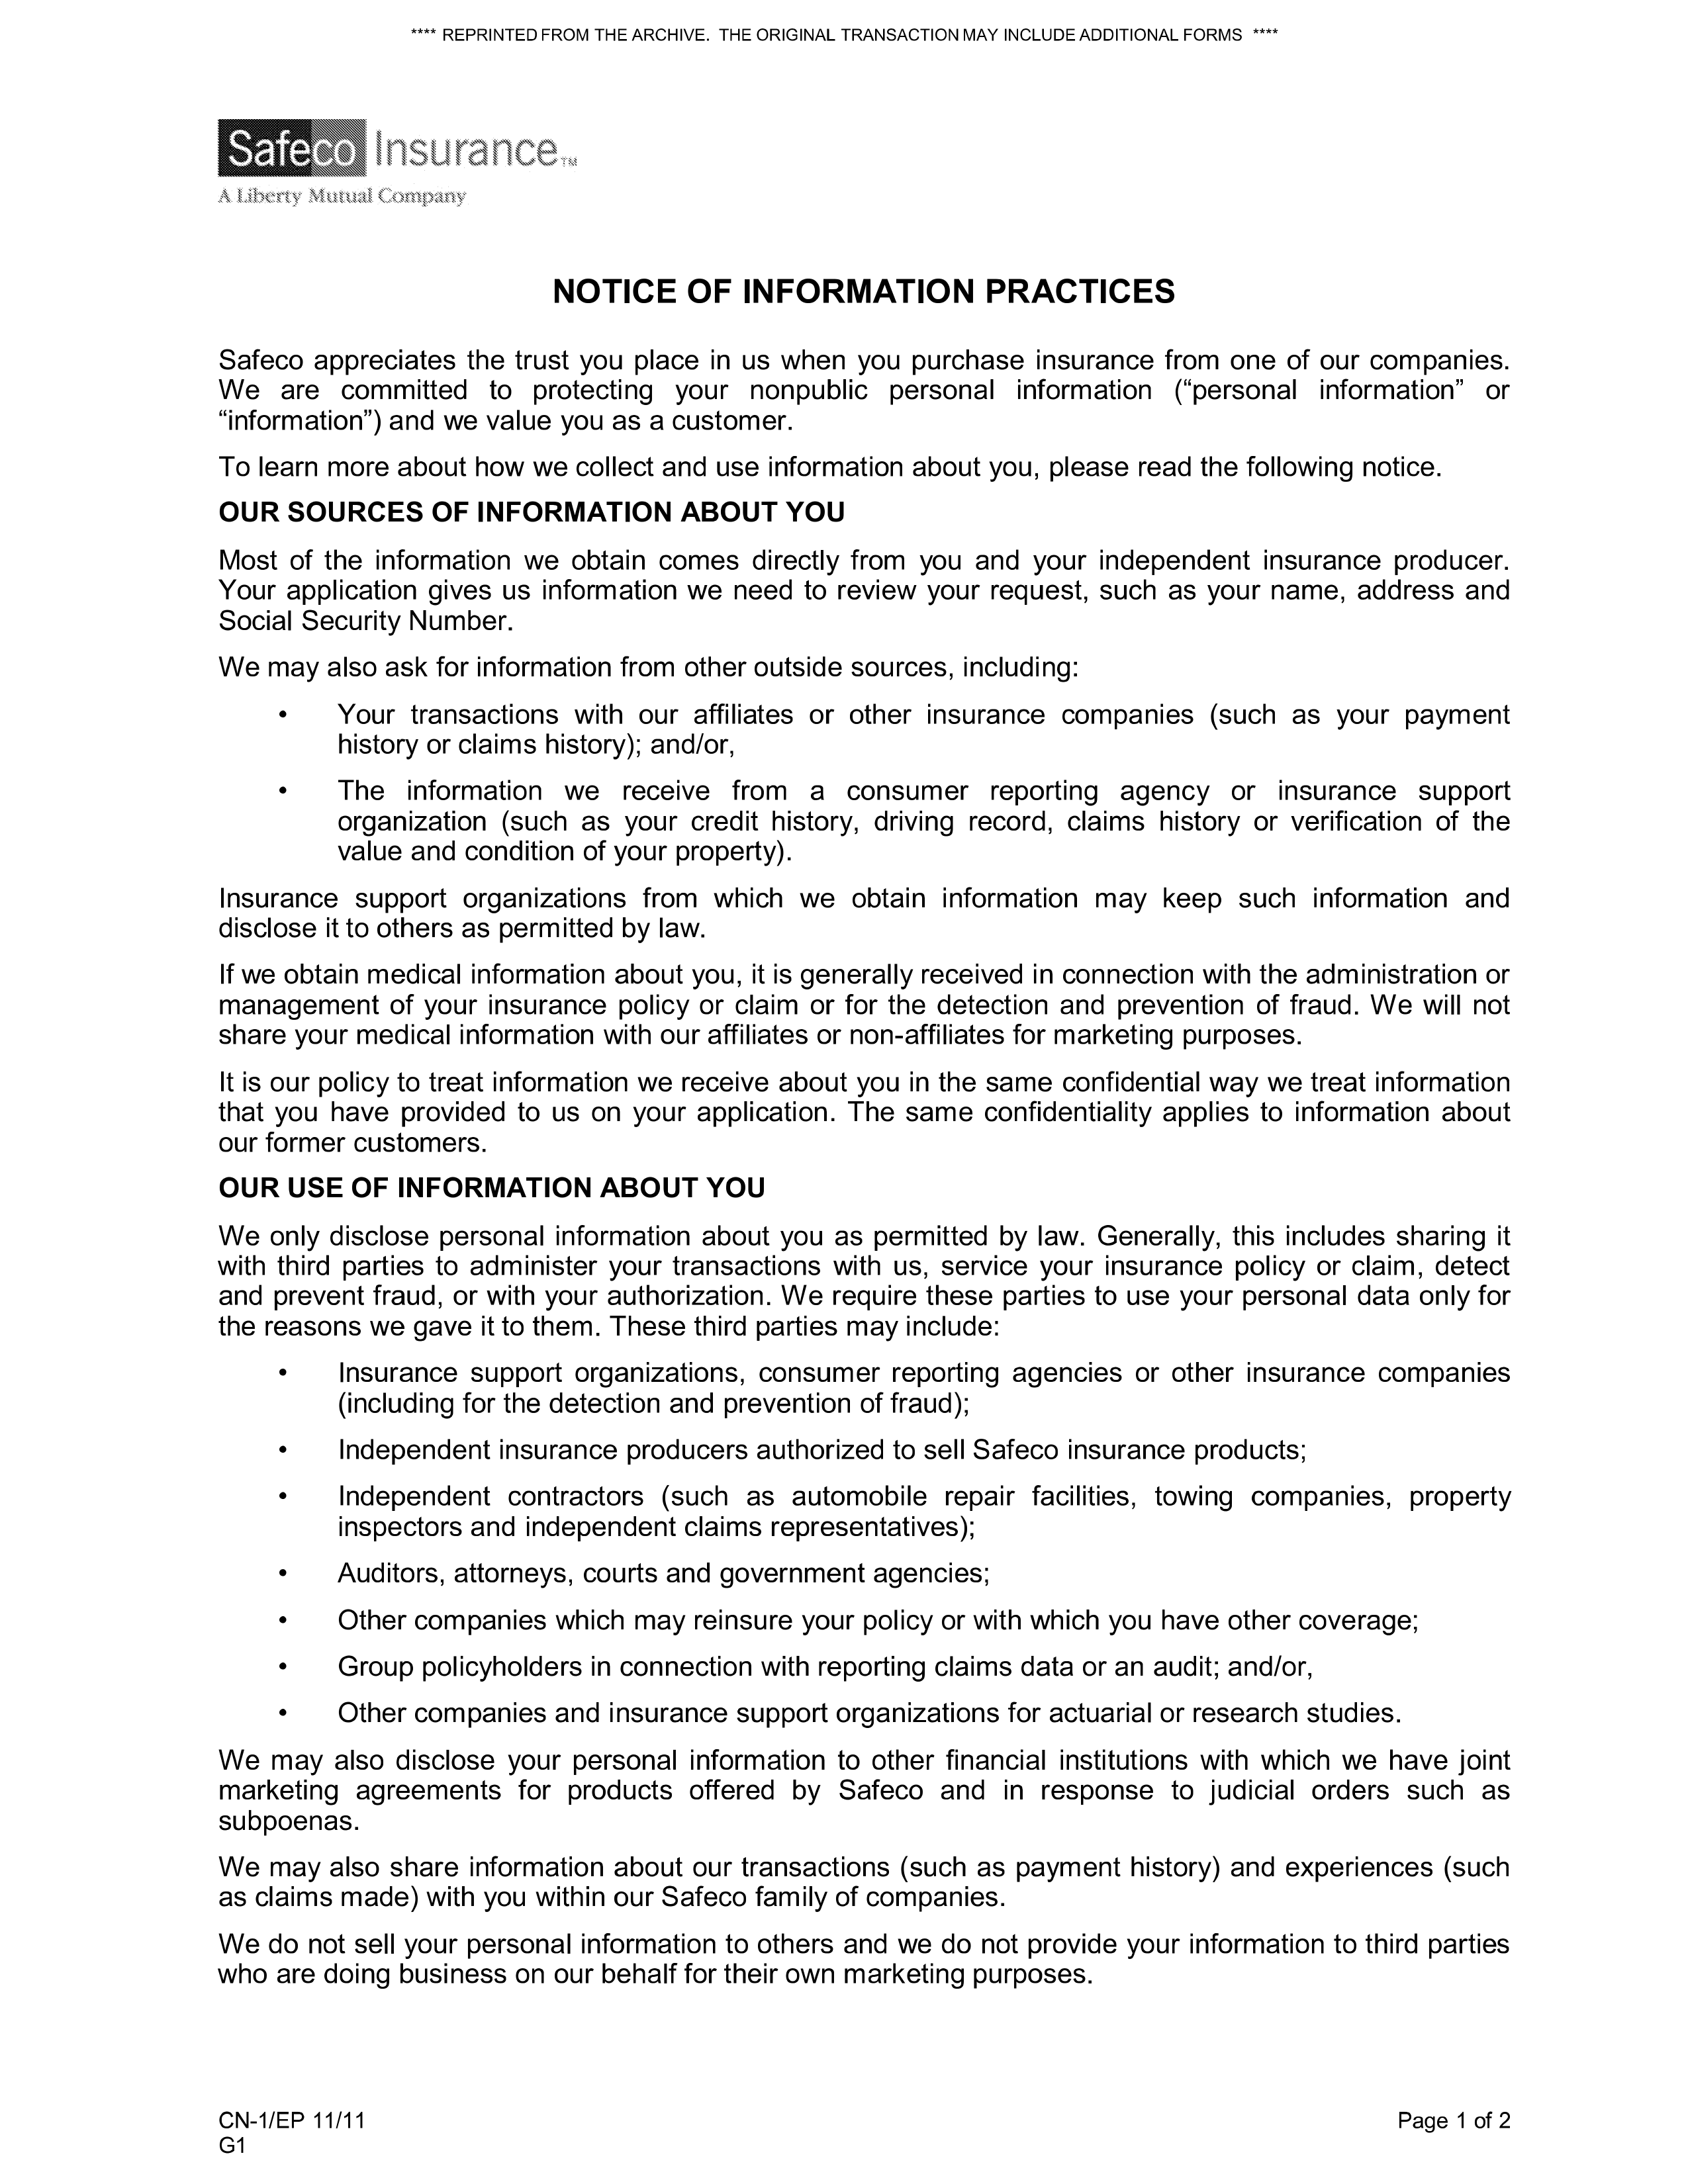 **** REPRINTED FROM THE ARCHIVE. THE ORIGINAL TRANSACTION MAY INCLUDE ADDITIONAL FORMS ****
Safeco Insurance™
A Liberty Mutual Company
NOTICE OF INFORMATION PRACTICES
Safeco appreciates the trust you place in us when you purchase insurance from one of our companies.
We are committed to protecting your nonpublic personal information (“personal information” or
“information”) and we value you as a customer.
To learn more about how we collect and use information about you, please read the following notice.
OUR SOURCES OF INFORMATION ABOUT YOU
Most of the information we obtain comes directly from you and your independent insurance producer.
Your application gives us information we need to review your request, such as your name, address and
Social Security Number.
We may also ask for information from other outside sources, including:
• Your transactions with our affiliates or other insurance companies (such as your payment
history or claims history); and/or,
• The information we receive from a consumer reporting agency or insurance support
organization (such as your credit history, driving record, claims history or verification of the
value and condition of your property).
Insurance support organizations from which we obtain information may keep such information and
disclose it to others as permitted by law.
If we obtain medical information about you, it is generally received in connection with the administration or
management of your insurance policy or claim or for the detection and prevention of fraud. We will not
share your medical information with our affiliates or non-affiliates for marketing purposes.
It is our policy to treat information we receive about you in the same confidential way we treat information
that you have provided to us on your application. The same confidentiality applies to information about
our former customers.
OUR USE OF INFORMATION ABOUT YOU
We only disclose personal information about you as permitted by law. Generally, this includes sharing it
with third parties to administer your transactions with us, service your insurance policy or claim, detect
and prevent fraud, or with your authorization. We require these parties to use your personal data only for
the reasons we gave it to them. These third parties may include:
• Insurance support organizations, consumer reporting agencies or other insurance companies
(including for the detection and prevention of fraud);
• Independent insurance producers authorized to sell Safeco insurance products;
• Independent contractors (such as automobile repair facilities, towing companies, property
inspectors and independent claims representatives);
• Auditors, attorneys, courts and government agencies;
• Other companies which may reinsure your policy or with which you have other coverage;
• Group policyholders in connection with reporting claims data or an audit; and/or,
• Other companies and insurance support organizations for actuarial or research studies.
We may also disclose your personal information to other financial institutions with which we have joint
marketing agreements for products offered by Safeco and in response to judicial orders such as
subpoenas.
We may also share information about our transactions (such as payment history) and experiences (such
as claims made) with you within our Safeco family of companies.
We do not sell your personal information to others and we do not provide your information to third parties
who are doing business on our behalf for their own marketing purposes.
CN-1/EP 11/11
G1
Page 1 of 2